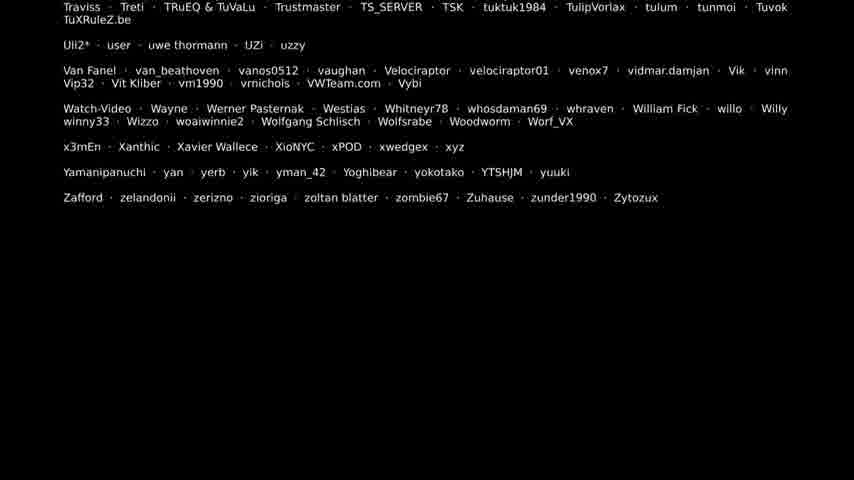 Traviss · Treti · TRuEQ & TuVaLu · Trustmaster · TS_SERVER · TSK · tuktuk1984 · TulipVorlax · tulum · tunmoi · Tuvok
TuXRuleZ.be
Ulli2* · user · uwe thormann · UZi · uzzy
Van Fanel · van_beathoven · vanos0512 · vaughan · Velociraptor · velociraptor01 · venox7 · vidmar.damjan · Vik · vinn
Vip32 · Vit Kliber · vm1990 · vrnichols · VWTeam.com · Vybi
Watch-Video · Wayne · Werner Pasternak · Westias · Whitneyr78 · whosdaman69 · whraven · William Fick · willo · Willy
winny33 · Wizzo · woaiwinnie2 · Wolfgang Schlisch · Wolfsrabe · Woodworm · Worf_VX
x3mEn · Xanthic · Xavier Wallece · XioNYC · xPOD · xwedgex · xyz
Yamanipanuchi · yan · yerb · yik · yman_42 · Yoghibear · yokotako · YTSHJM · yuuki
Zafford · zelandonii · zerizno · zioriga · zoltan blatter · zombie67 · Zuhause · zunder1990 · Zytozux